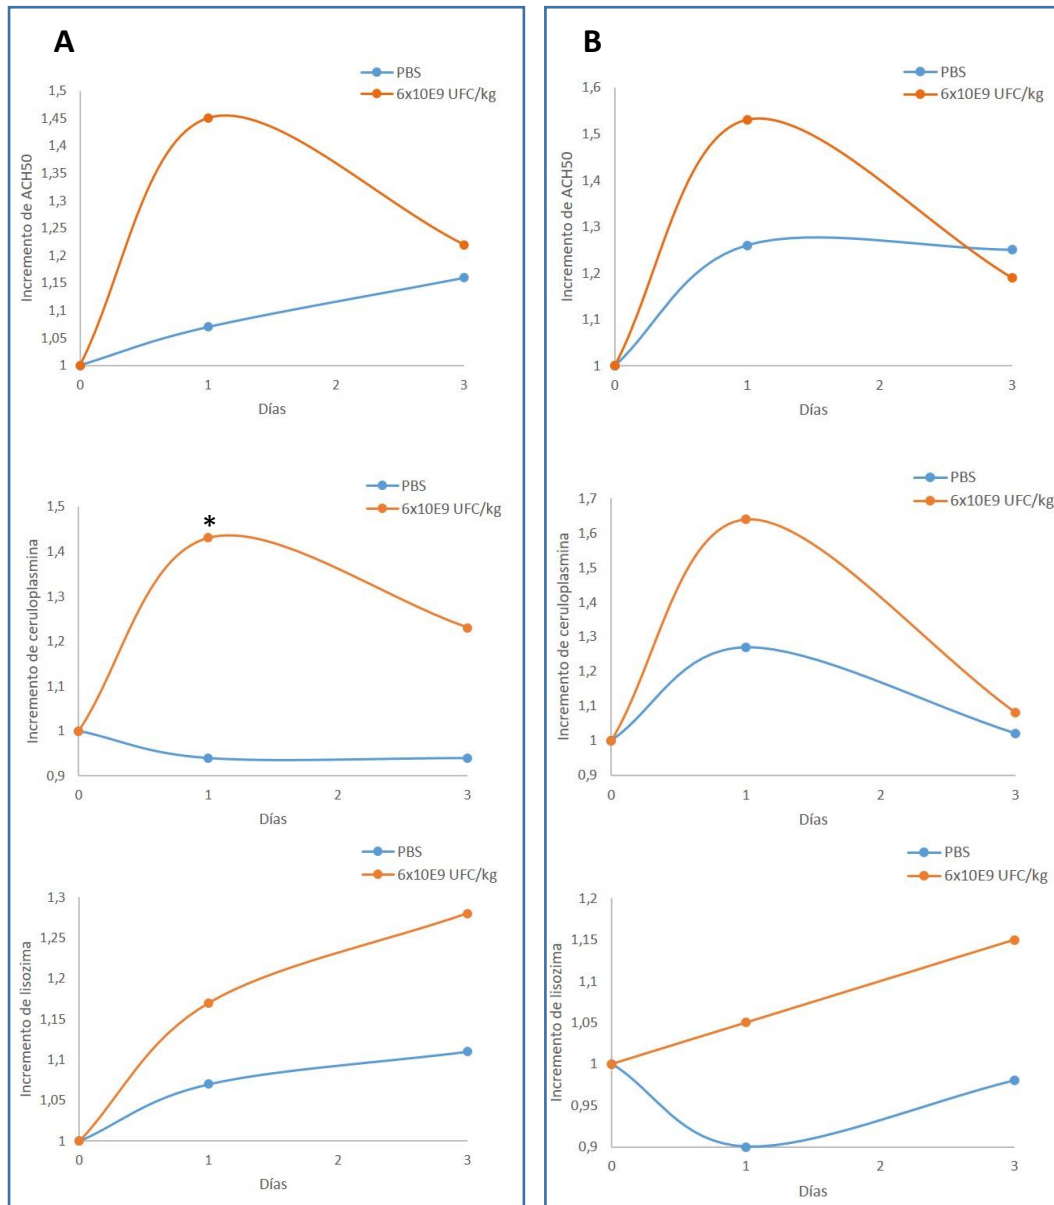 A
PBS
6x10E9 UFC/kg
Incremento de ACH50
1,5
1,45
1,4
1,35
1,3
1,25
1,2
1,15
1,1
1,05
1
0 1 2 3
Días
PBS
6x10E9 UFC/kg
Incremento de ceruloplasmina
1,5
*
1,4
1,3
1,2
1,1
1
0,9
0 1 2 3
Días
PBS
6x10E9 UFC/kg
Incremento de lisozima
1,3
1,25
1,2
1,15
1,1
1,05
1
0 1 2 3
Días
B
PBS
6x10E9 UFC/kg
Incremento de ACH50
1,6
1,5
1,4
1,3
1,2
1,1
1
0 1 2 3
Días
PBS
6x10E9 UFC/kg
Incremento de ceruloplasmina
1,7
1,6
1,5
1,4
1,3
1,2
1,1
1
0,9
0 1 2 3
Días
PBS
6x10E9 UFC/kg
Incremento de lisozima
1,2
1,15
1,1
1,05
1
0,95
0,9
0 1 2 3
Días